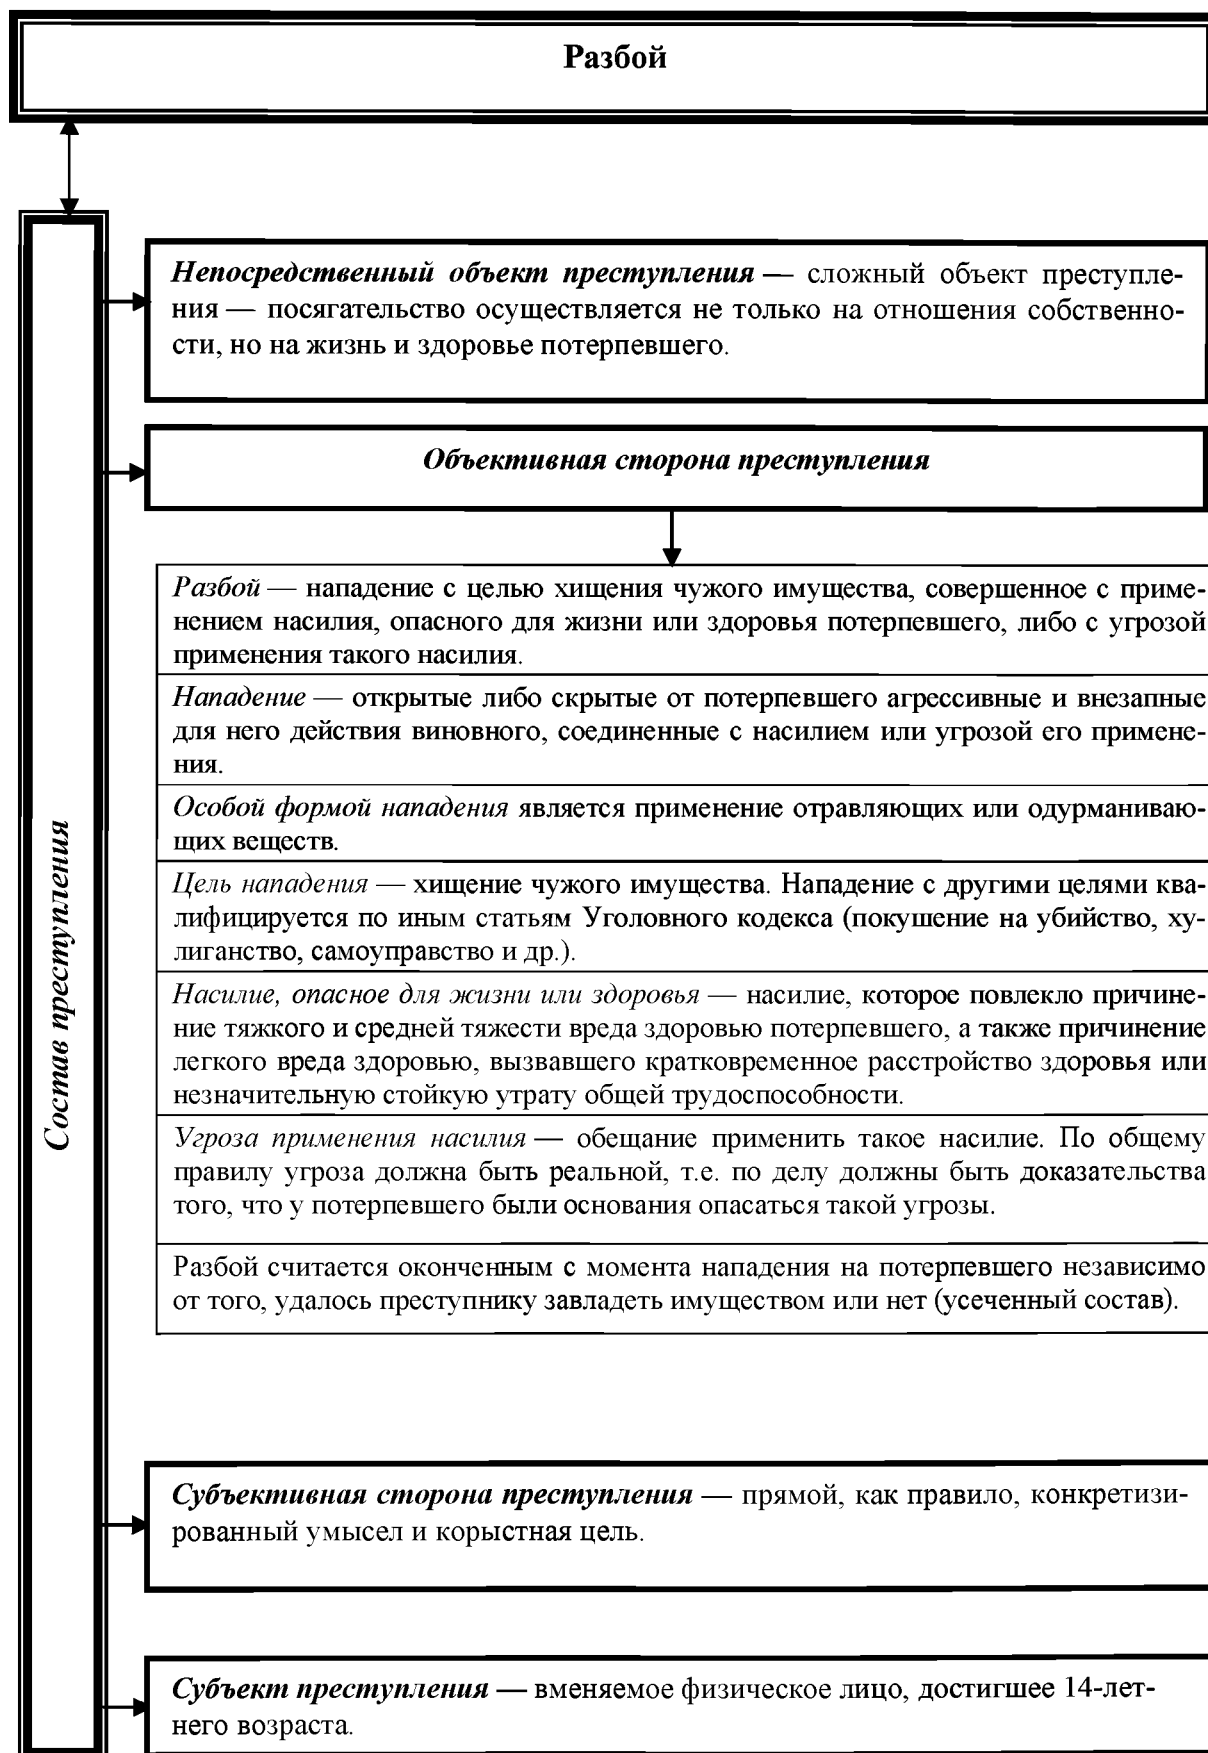 Разбой
Непосредственный объект преступления — сложный объект преступле-
ния — посягательство осуществляется не только на отношения собственно-
сти, но на жизнь и здоровье потерпевшего.
Объективная сторона преступления
Разбой — нападение с целью хищения чужого имущества, совершенное с приме-
нением насилия, опасного для жизни или здоровья потерпевшего, либо с угрозой
применения такого насилия.
Нападение — открытые либо скрытые от потерпевшего агрессивные и внезапные
для него действия виновного, соединенные с насилием или угрозой его примене-
ния.
Особой формой нападения является применение отравляющих или одурманиваю-
щих веществ.
Цель нападения — хищение чужого имущества. Нападение с другими целями ква-
лифицируется по иным статьям Уголовного кодекса (покушение на убийство, ху-
лиганство, самоуправство и др.).
Насилие, опасное для жизни или здоровья — насилие, которое повлекло причине-
ние тяжкого и средней тяжести вреда здоровью потерпевшего, а также причинение
легкого вреда здоровью, вызвавшего кратковременное расстройство здоровья или
незначительную стойкую утрату общей трудоспособности.
Угроза применения насилия — обещание применить такое насилие. По общему
правилу угроза должна быть реальной, т.е. по делу должны быть доказательства
того, что у потерпевшего были основания опасаться такой угрозы.
Разбой считается оконченным с момента нападения на потерпевшего независимо
от того, удалось преступнику завладеть имуществом или нет (усеченный состав).
Состав преступления
Субъективная сторона преступления — прямой, как правило, конкретизи-
рованный умысел и корыстная цель.
Субъект преступления — вменяемое физическое лицо, достигшее 14-лет-
него возраста.